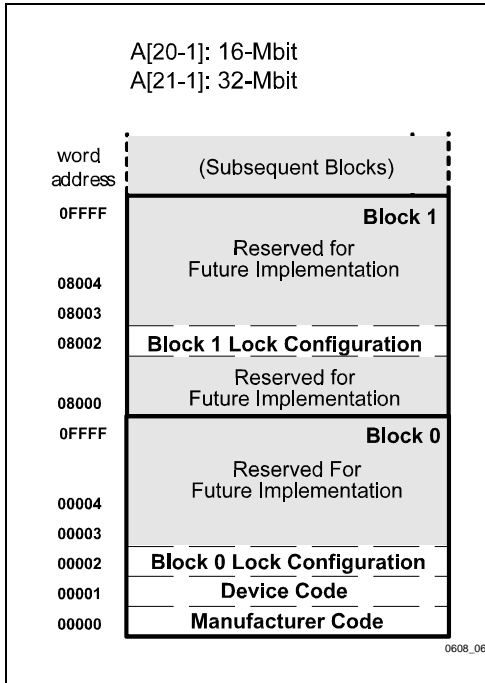 A[20-1]: 16-Mbit
A[21-1]: 32-Mbit
word
address
(Subsequent Blocks)
0FFFF
Block 1
Reserved for
Future Implementation
08004
08003
08002
Block 1 Lock Configuration
Reserved for
Future Implementation
08000
0FFFF
Block 0
Reserved For
Future Implementation
00004
00003
00002
Block 0 Lock Configuration
00001
Device Code
00000
Manufacturer Code
0608_06